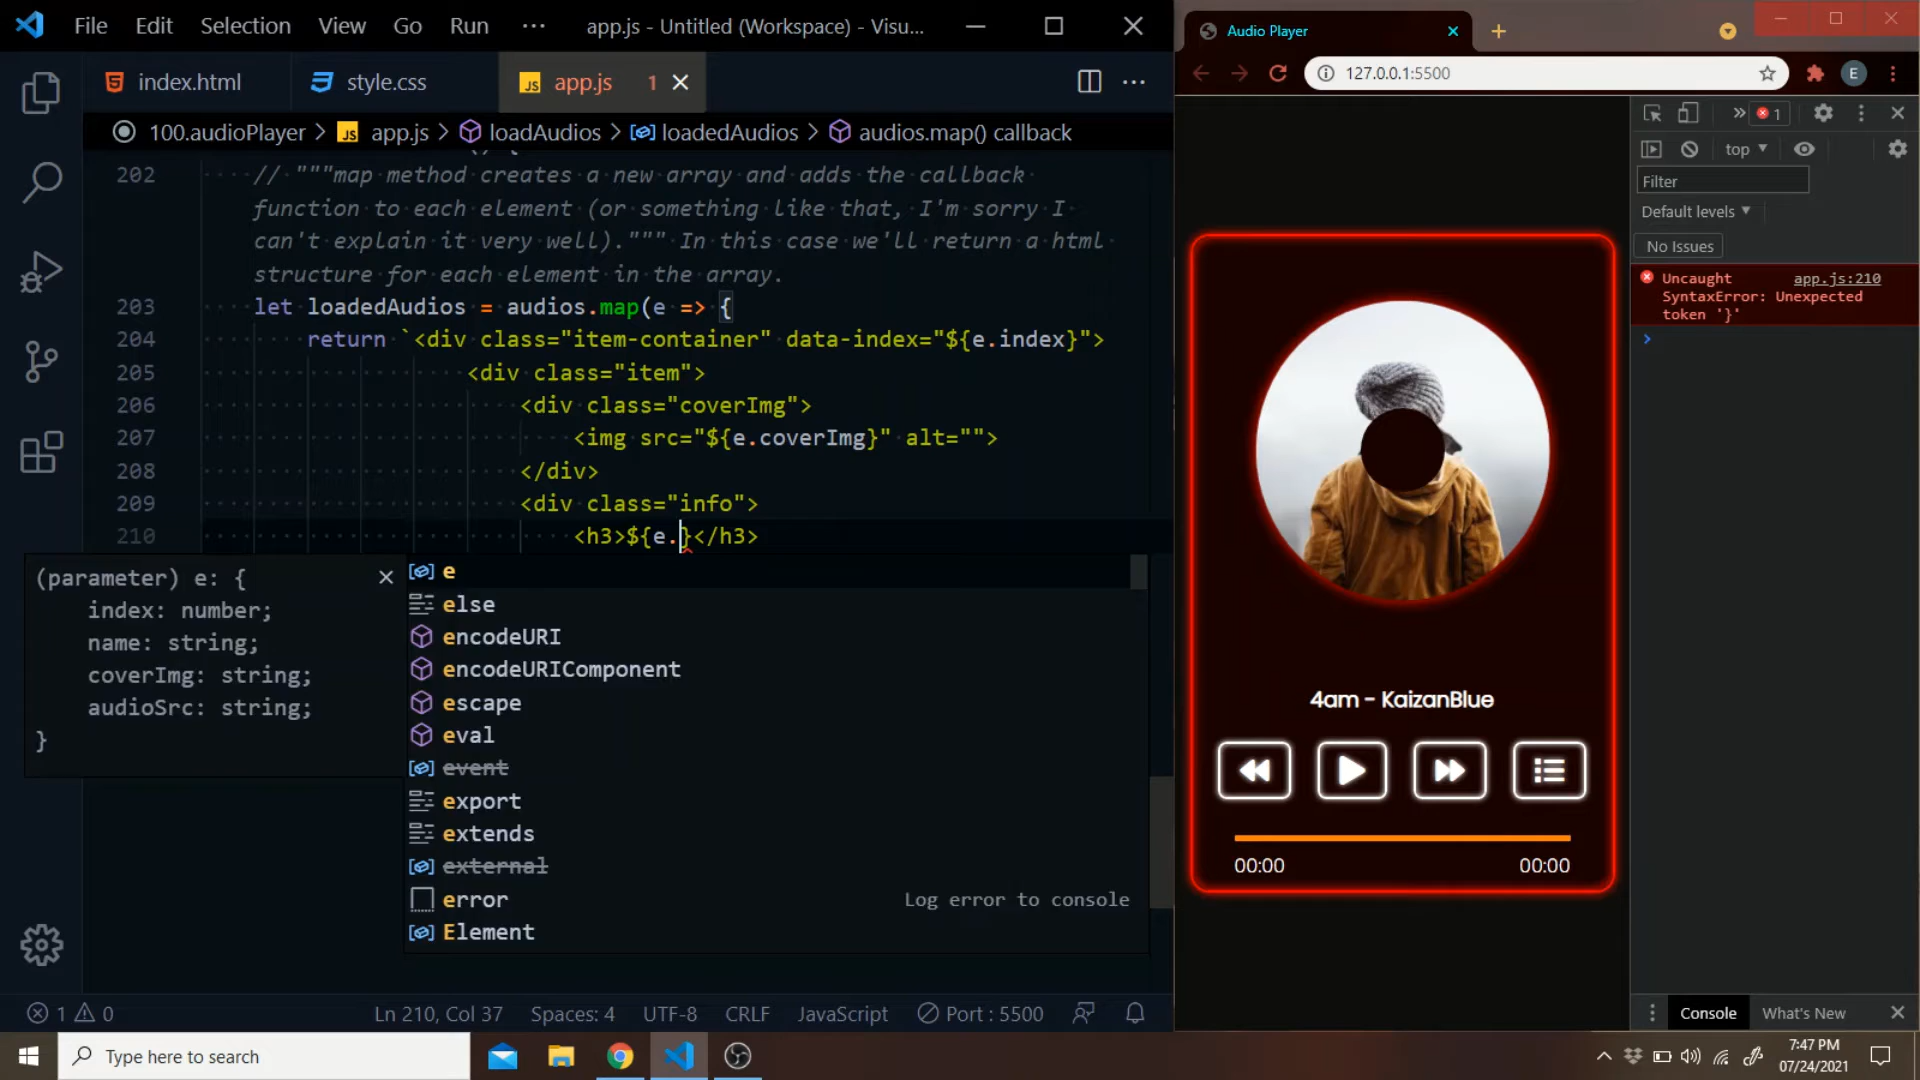 File Edit Selection View Go Run ··· app.js - Untitled (Workspace) - Visu...
index.html style.css JS app.js 1
100.audioPlayer > JS app.js > loadAudios > loadedAudios > audios.map() callback
202 // """map method creates a new array and adds the callback
function to each element (or something like that, I'm sorry I
can't explain it very well).""" In this case we'll return a html
structure for each element in the array.
203 let loadedAudios = audios.map(e => {
204 return `<div class="item-container" data-index="${e.index}">
205 <div class="item">
206 <div class="coverImg">
207 <img src="${e.coverImg}" alt="">
208 </div>
209 <div class="info">
210 <h3>${e.}</h3>
(parameter) e: {
index: number;
name: string;
coverImg: string;
audioSrc: string;
}
e
else
encodeURI
encodeURIComponent
escape
eval
event
export
extends
external
error Log error to console
Element
1 0 Ln 210, Col 37 Spaces: 4 UTF-8 CRLF JavaScript Port : 5500
Audio Player
127.0.0.1:5500 E
» 1
top
Filter
Default levels
No Issues
Uncaught app.js:210
SyntaxError: Unexpected
token '}'
4am - KaizanBlue
00:00 00:00
Console What's New
Type here to search
7:47 PM
07/24/2021